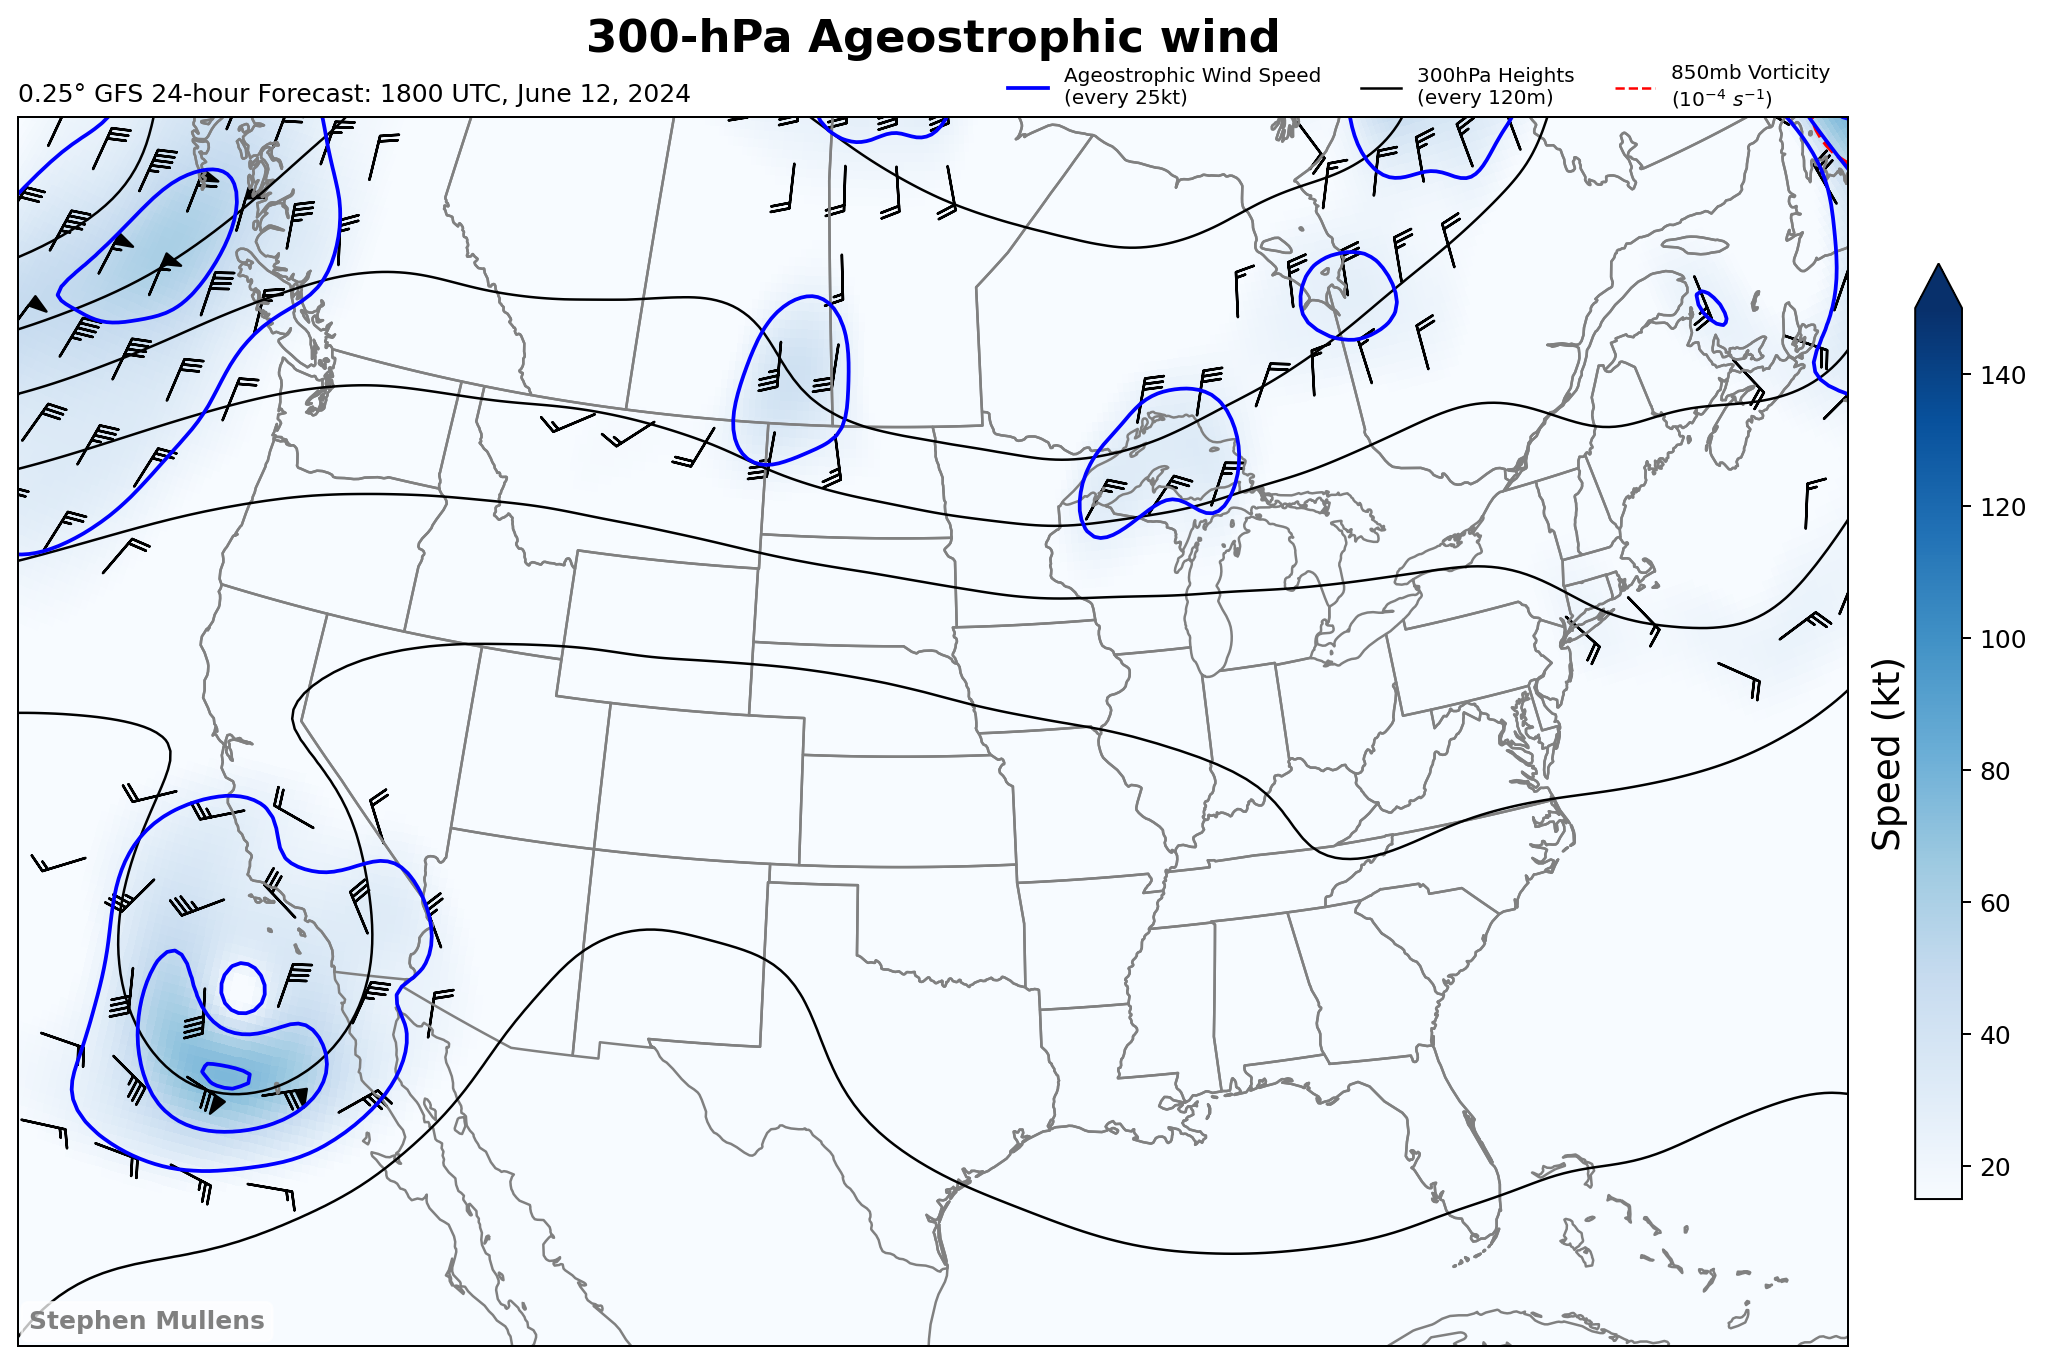 300-hPa Ageostrophic wind
0.25° GFS 24-hour Forecast: 1800 UTC, June 12, 2024
Ageostrophic Wind Speed
(every 25kt)
300hPa Heights
(every 120m)
850mb Vorticity
(10⁻⁴ s⁻¹)
140
120
100
80
60
40
20
Speed (kt)
Stephen Mullens